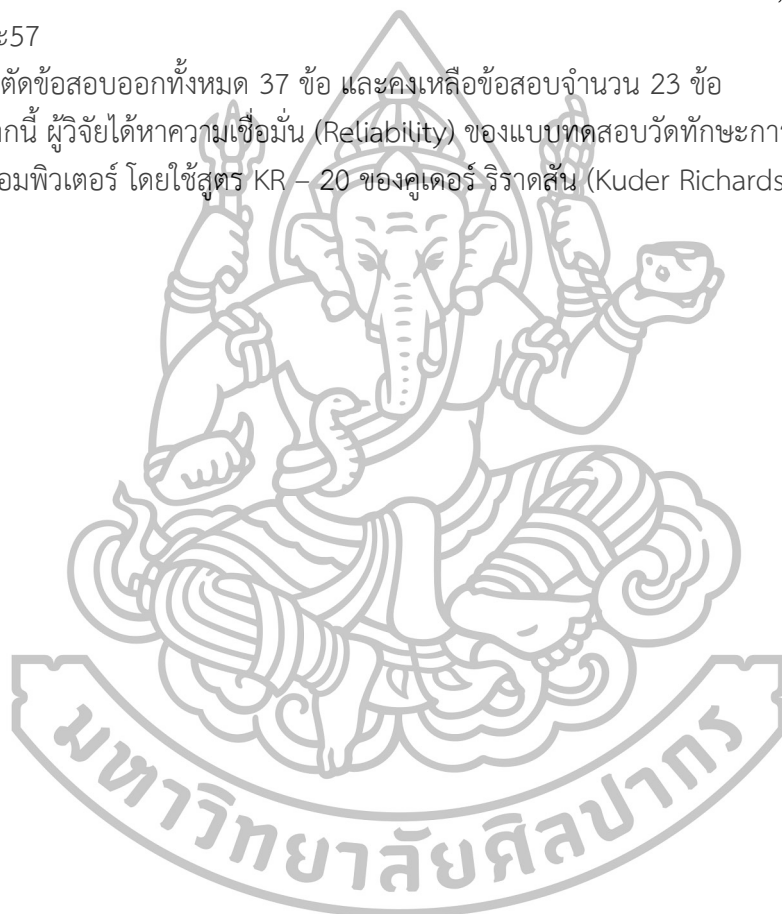 ะ57
ตัดข้อสอบออกทั้งหมด 37 ข้อ และคงเหลือข้อสอบจำนวน 23 ข้อ
ากนี้ ผู้วิจัยได้หาความเชื่อมั่น (Reliability) ของแบบทดสอบวัดทักษะกา
อมพิวเตอร์ โดยใช้สูตร KR – 20 ของคูเดอร์ ริราดสัน (Kuder Richards
มหาวิทยาลัยศิลปากร